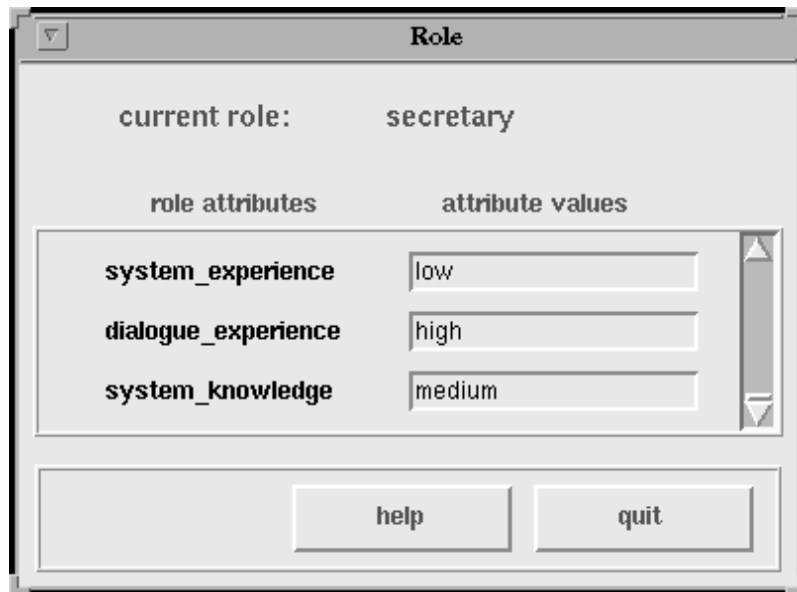 Role
current role: secretary
role attributes attribute values
system_experience low
dialogue_experience high
system_knowledge medium
help quit